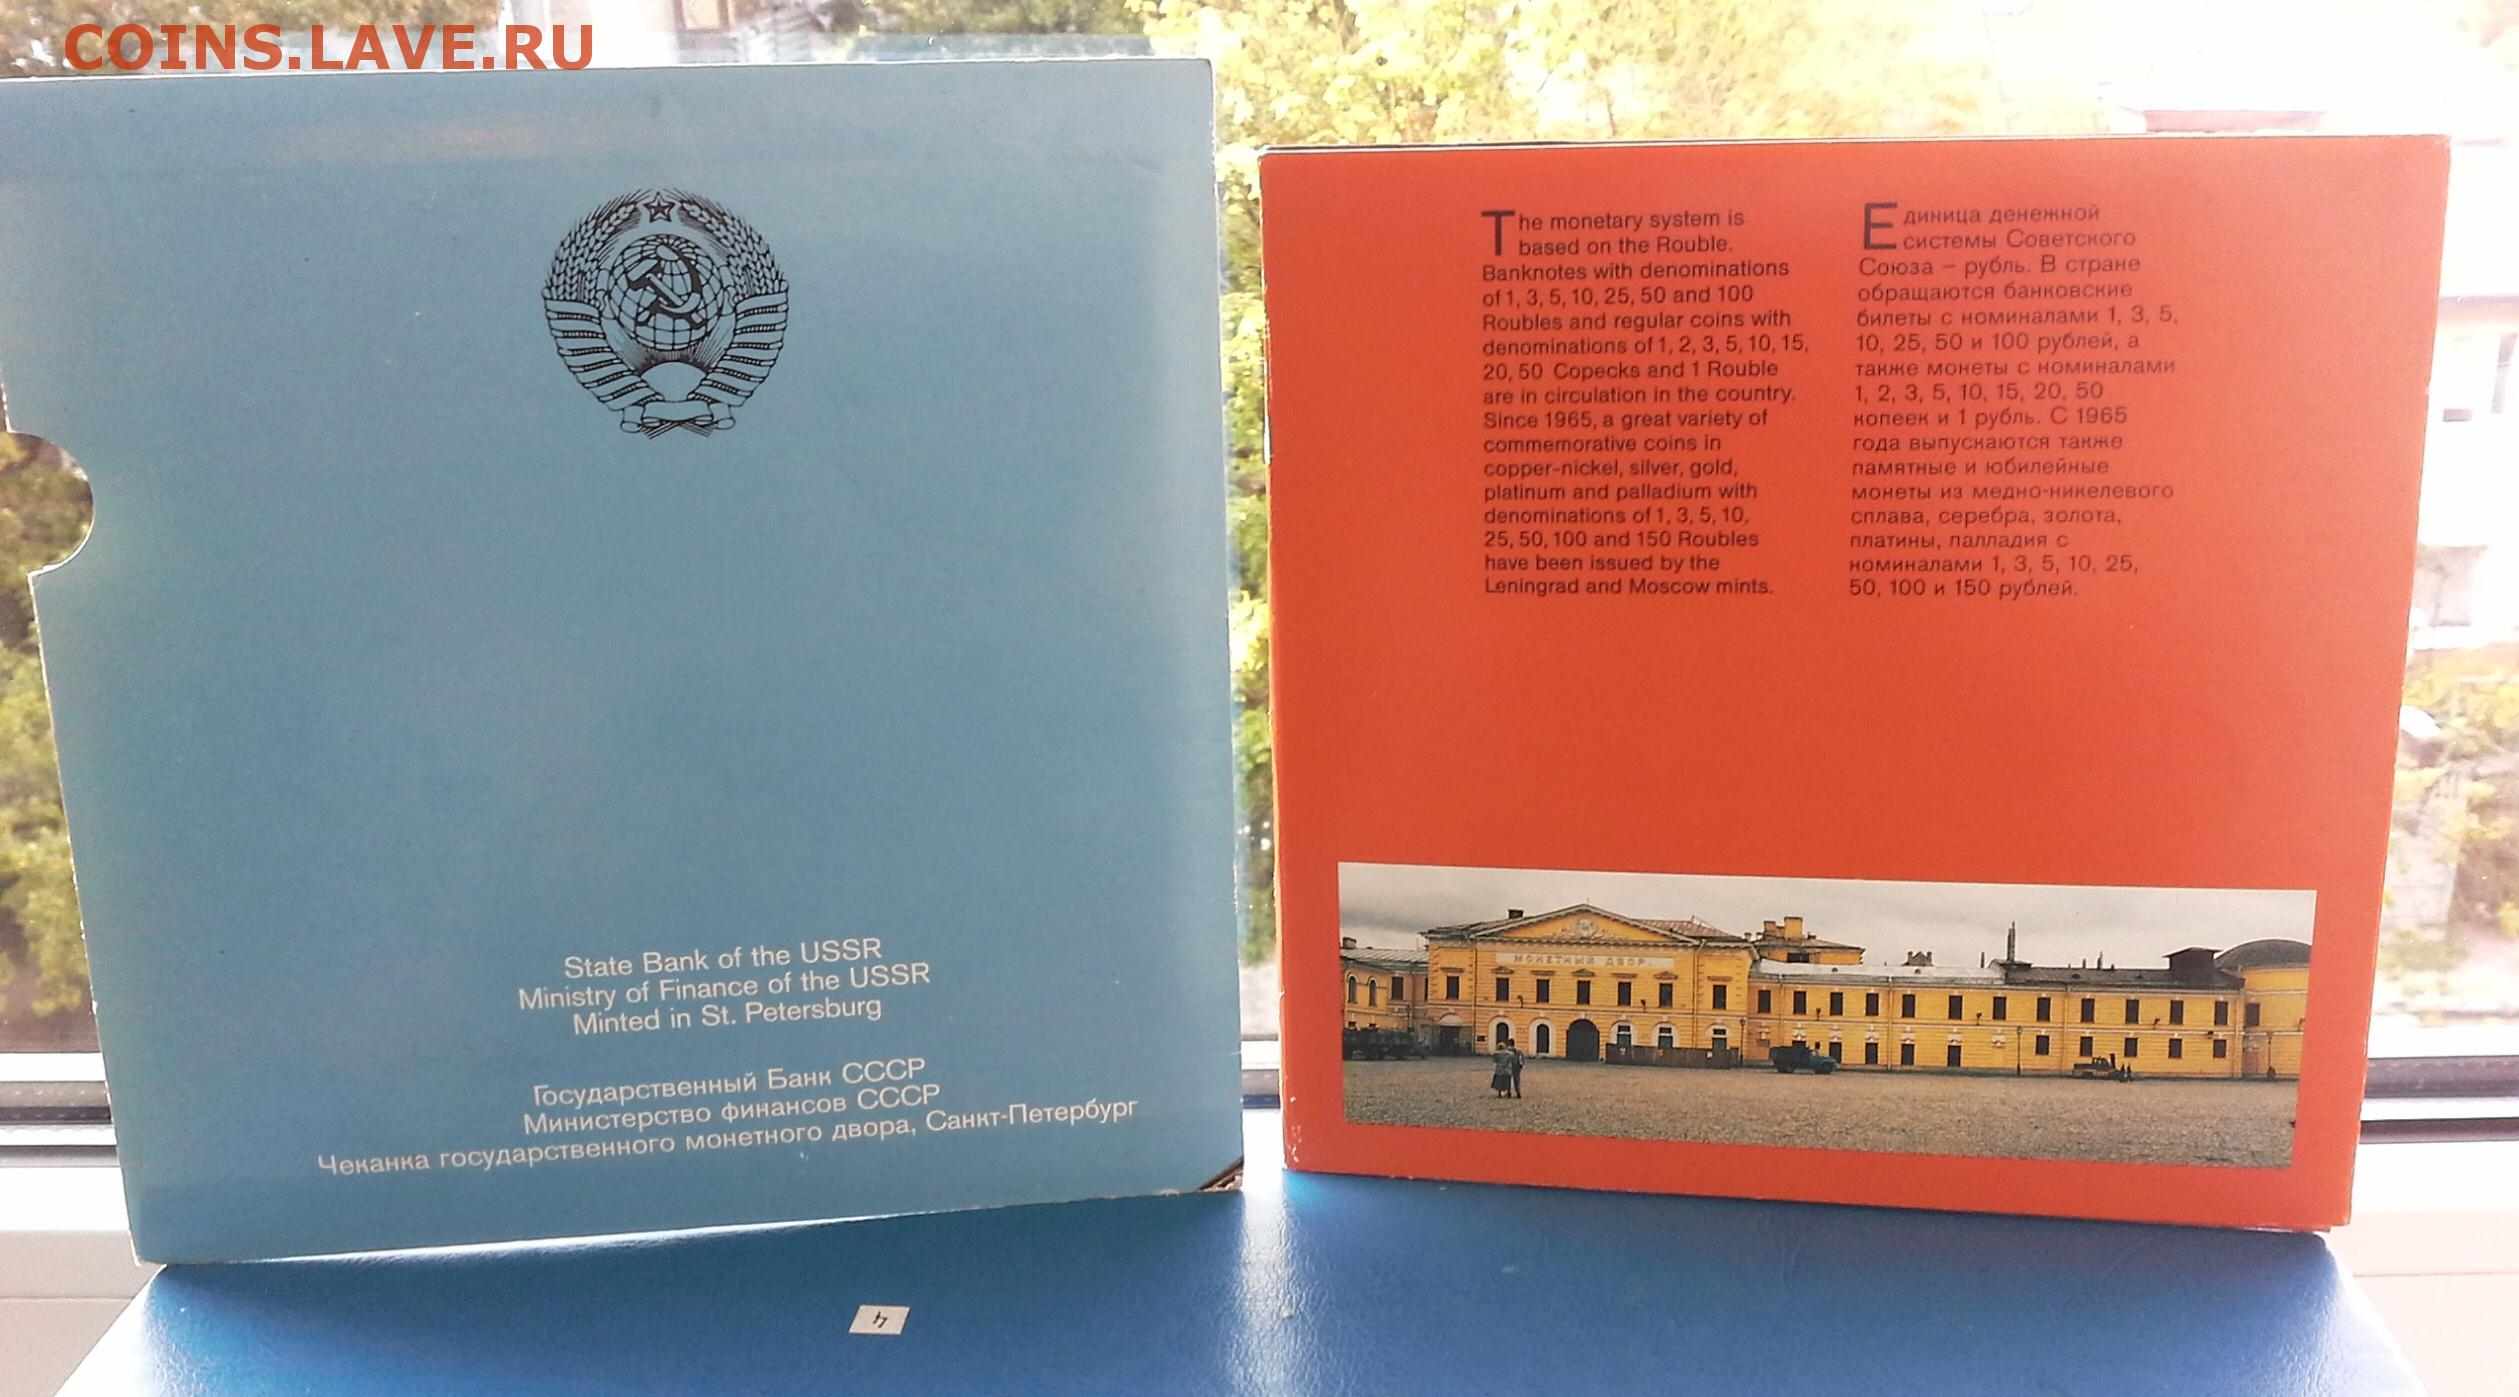 COINS.LAVE.RU
State Bank of the USSR
Ministry of Finance of the USSR
Minted in St. Petersburg
Государственный Банк СССР
Министерство финансов СССР
Чеканка государственного монетного двора, Санкт-Петербург
The monetary system is
based on the Rouble.
Banknotes with denominations
of 1, 3, 5, 10, 25, 50 and 100
Roubles and regular coins with
denominations of 1, 2, 3, 5, 10, 15,
20, 50 Copecks and 1 Rouble
are in circulation in the country.
Since 1965, a great variety of
commemorative coins in
copper-nickel, silver, gold,
platinum and palladium with
denominations of 1, 3, 5, 10,
25, 50, 100 and 150 Roubles
have been issued by the
Leningrad and Moscow mints.
Единица денежной
системы Советского
Союза – рубль. В стране
обращаются банковские
билеты с номиналами 1, 3, 5,
10, 25, 50 и 100 рублей, а
также монеты с номиналами
1, 2, 3, 5, 10, 15, 20, 50
копеек и 1 рубль. С 1965
года выпускаются также
памятные и юбилейные
монеты из медно-никелевого
сплава, серебра, золота,
платины, палладия с
номиналами 1, 3, 5, 10, 25,
50, 100 и 150 рублей.
МОНЕТНЫЙ ДВОР.
4